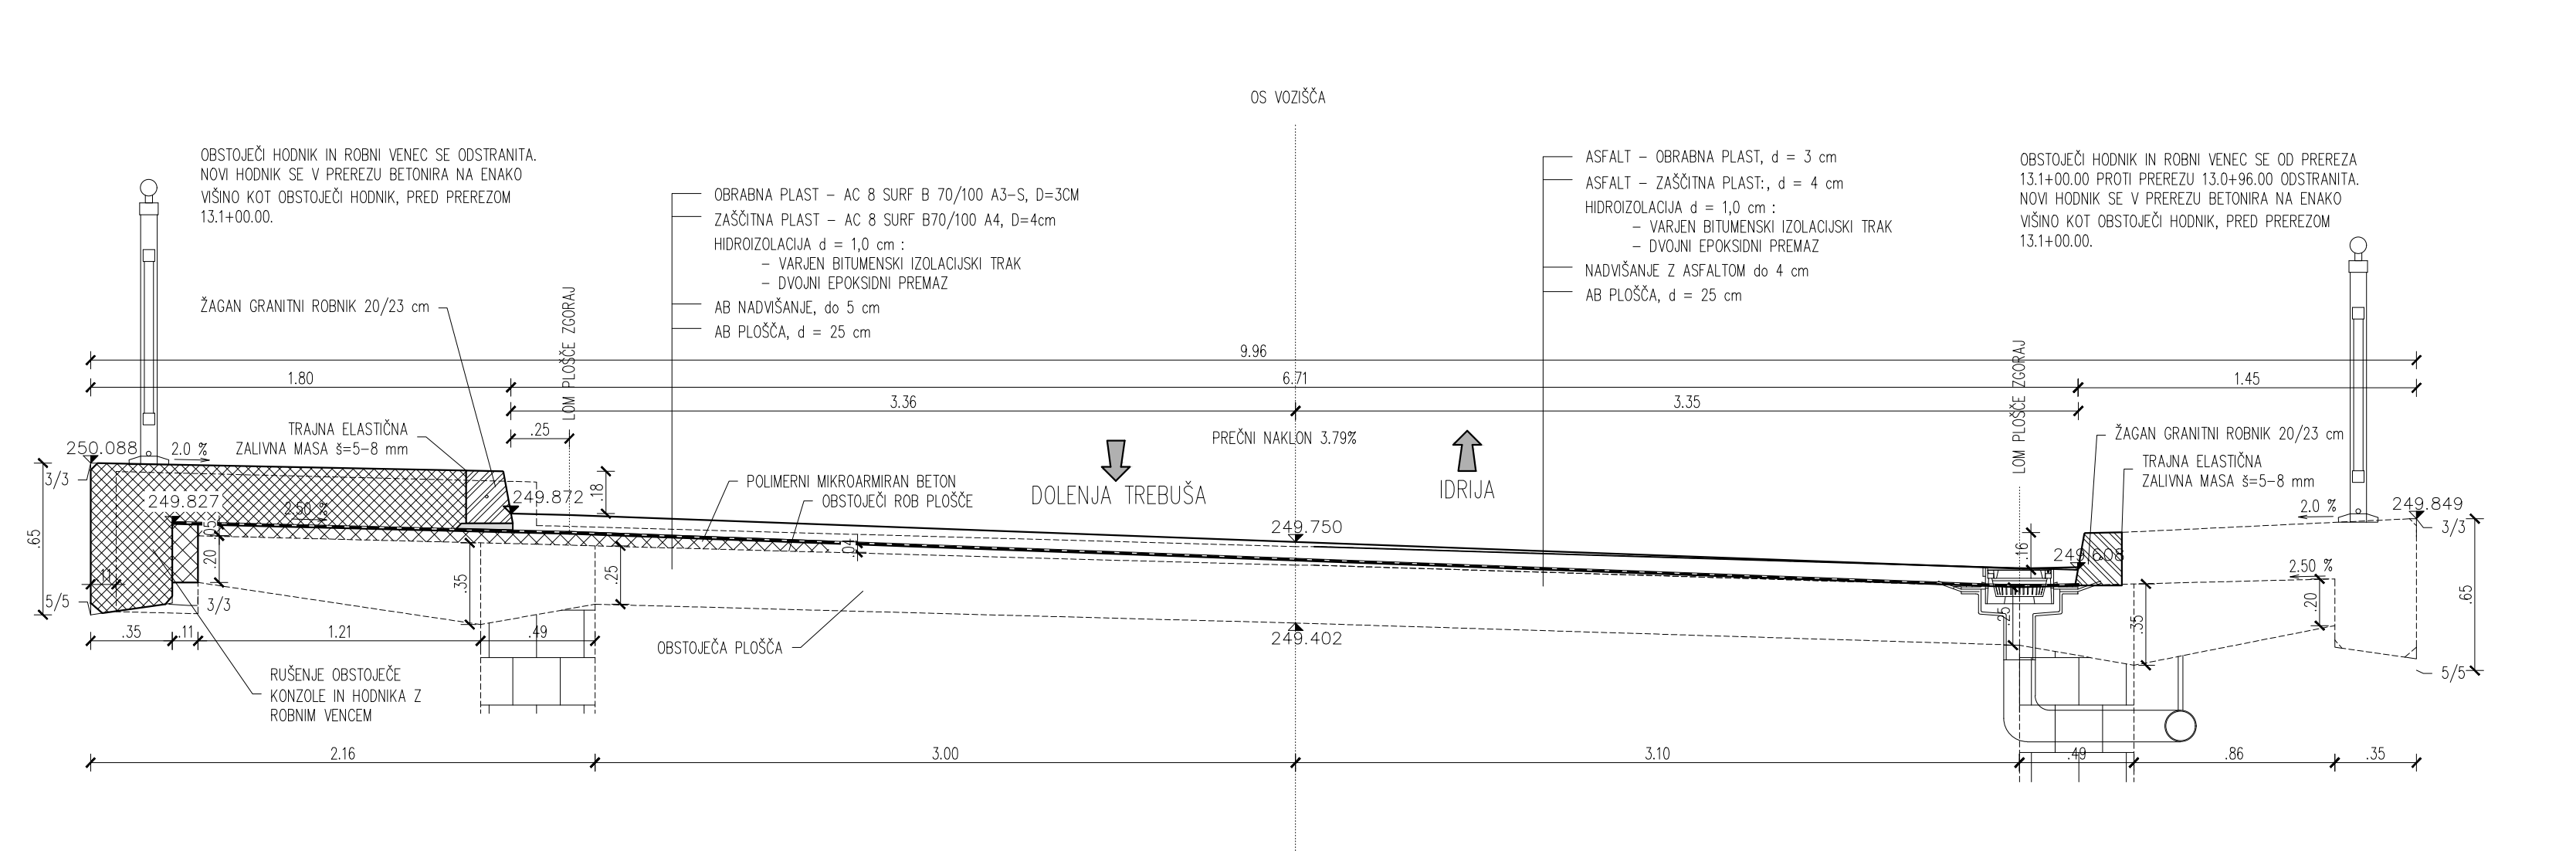 OS VOZIŠČA
OBSTOJEČI HODNIK IN ROBNI VENEC SE ODSTRANITA.
NOVI HODNIK SE V PREREZU BETONIRA NA ENAKO
VIŠINO KOT OBSTOJEČI HODNIK, PRED PREREZOM
13.1+00.00.
OBRABNA PLAST – AC 8 SURF B 70/100 A3–S, D=3CM
ZAŠČITNA PLAST – AC 8 SURF B70/100 A4, D=4cm
HIDROIZOLACIJA d = 1,0 cm :
– VARJEN BITUMENSKI IZOLACIJSKI TRAK
– DVOJNI EPOKSIDNI PREMAZ
AB NADVIŠANJE, do 5 cm
AB PLOŠČA, d = 25 cm
ASFALT – OBRABNA PLAST, d = 3 cm
ASFALT – ZAŠČITNA PLAST:, d = 4 cm
HIDROIZOLACIJA d = 1,0 cm :
– VARJEN BITUMENSKI IZOLACIJSKI TRAK
– DVOJNI EPOKSIDNI PREMAZ
NADVIŠANJE Z ASFALTOM do 4 cm
AB PLOŠČA, d = 25 cm
OBSTOJEČI HODNIK IN ROBNI VENEC SE OD PREREZA
13.1+00.00 PROTI PREREZU 13.0+96.00 ODSTRANITA.
NOVI HODNIK SE V PREREZU BETONIRA NA ENAKO
VIŠINO KOT OBSTOJEČI HODNIK, PRED PREREZOM
13.1+00.00.
ŽAGAN GRANITNI ROBNIK 20/23 cm
LOM PLOŠČE ZGORAJ
LOM PLOŠČE ZGORAJ
9.96
1.80
6.71
1.45
3.36
3.35
.25
TRAJNA ELASTIČNA
ZALIVNA MASA š=5–8 mm
PREČNI NAKLON 3.79%
ŽAGAN GRANITNI ROBNIK 20/23 cm
TRAJNA ELASTIČNA
ZALIVNA MASA š=5–8 mm
250.088
2.0 %
3/3
249.827
2.50 %
249.872
.18
POLIMERNI MIKROARMIRAN BETON
OBSTOJEČI ROB PLOŠČE
DOLENJA TREBUŠA
IDRIJA
249.750
2.0 %
249.849
3/3
.65
.05
.20
.11
.35
.25
.04
.16
249.608
2.50 %
.25
.35
.20
.65
5/5
3/3
.35
.11
1.21
.49
249.402
OBSTOJEČA PLOŠČA
5/5
RUŠENJE OBSTOJEČE
KONZOLE IN HODNIKA Z
ROBNIM VENCEM
2.16
3.00
3.10
.49
.86
.35